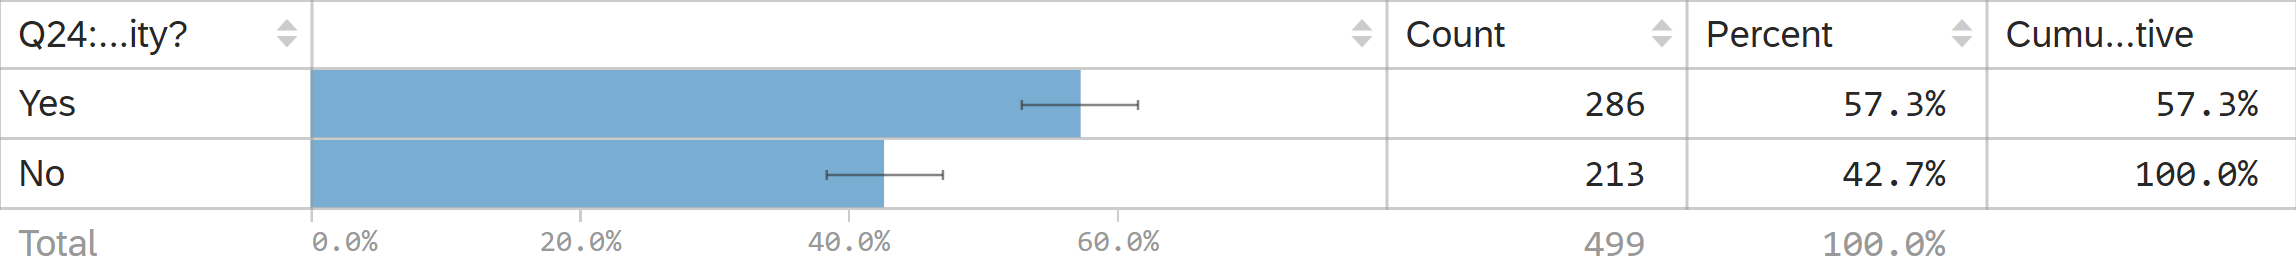 Q24:...ity? Count Percent Cumu...tive
Yes 286 57.3% 57.3%
No 213 42.7% 100.0%
Total 0.0% 20.0% 40.0% 60.0% 499 100.0%